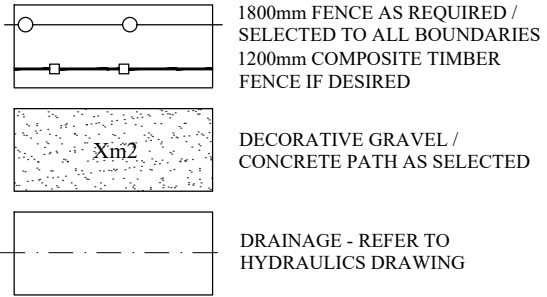 1800mm FENCE AS REQUIRED /
SELECTED TO ALL BOUNDARIES
1200mm COMPOSITE TIMBER
FENCE IF DESIRED
Xm2
DECORATIVE GRAVEL /
CONCRETE PATH AS SELECTED
DRAINAGE - REFER TO
HYDRAULICS DRAWING